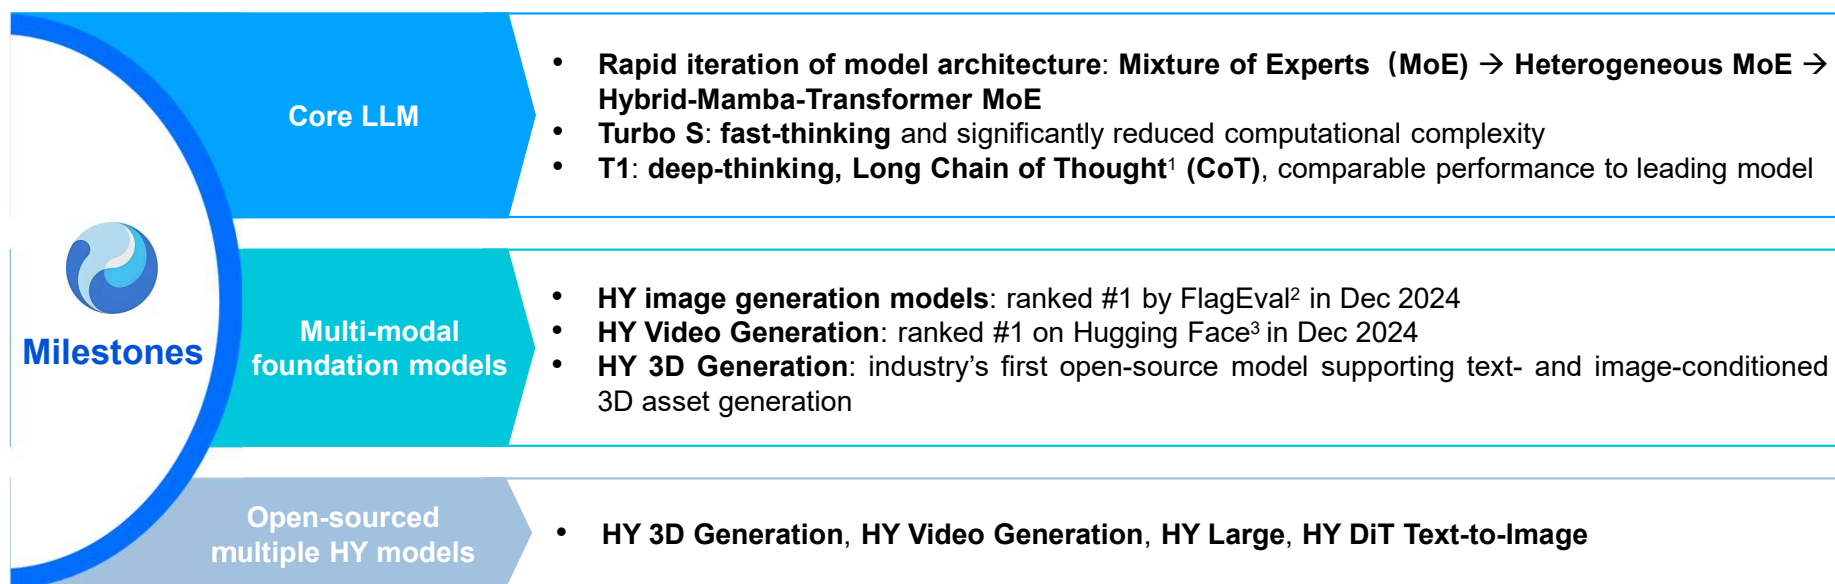 Milestones
Core LLM
• Rapid iteration of model architecture: Mixture of Experts（MoE) → Heterogeneous MoE →
Hybrid-Mamba-Transformer MoE
• Turbo S: fast-thinking and significantly reduced computational complexity
• T1: deep-thinking, Long Chain of Thought¹ (CoT), comparable performance to leading model
Multi-modal
foundation models
• HY image generation models: ranked #1 by FlagEval² in Dec 2024
• HY Video Generation: ranked #1 on Hugging Face³ in Dec 2024
• HY 3D Generation: industry’s first open-source model supporting text- and image-conditioned
3D asset generation
Open-sourced
multiple HY models
• HY 3D Generation, HY Video Generation, HY Large, HY DiT Text-to-Image